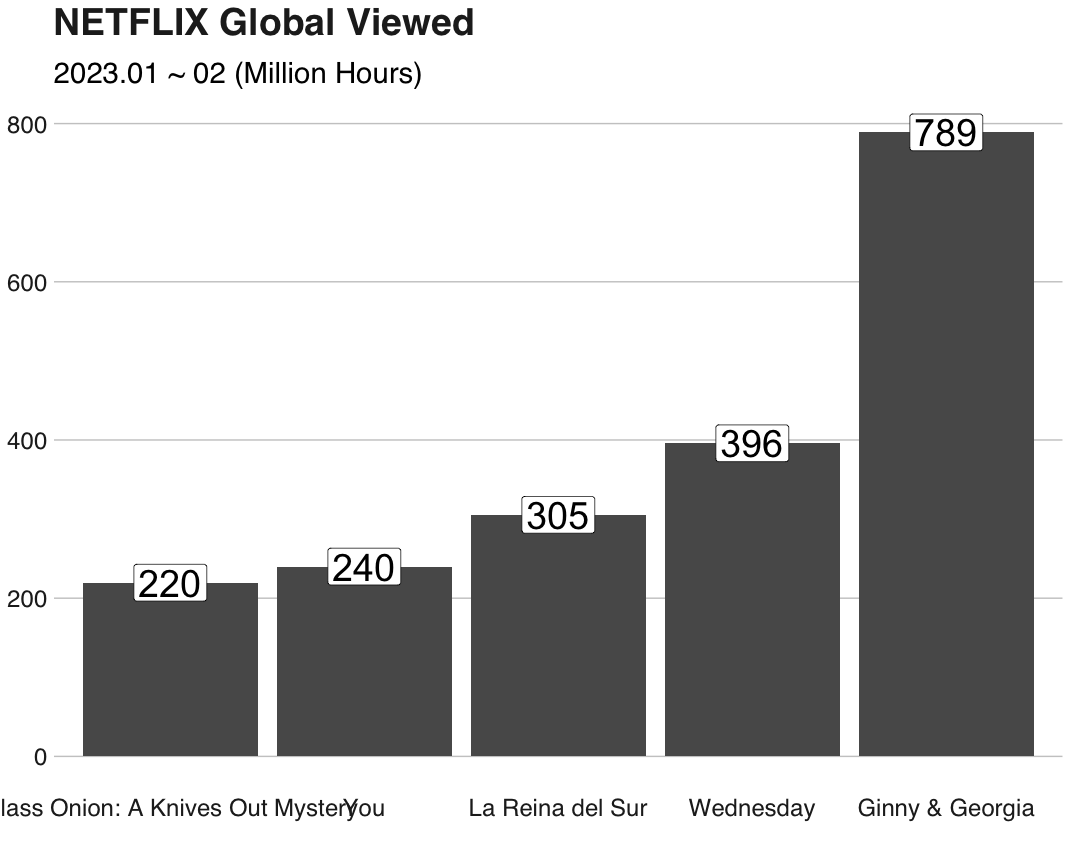 NETFLIX Global Viewed
2023.01 ~ 02 (Million Hours)
800
789
600
400
396
305
240
220
200
0
lass Onion: A Knives Out Mystery
You
La Reina del Sur
Wednesday
Ginny & Georgia